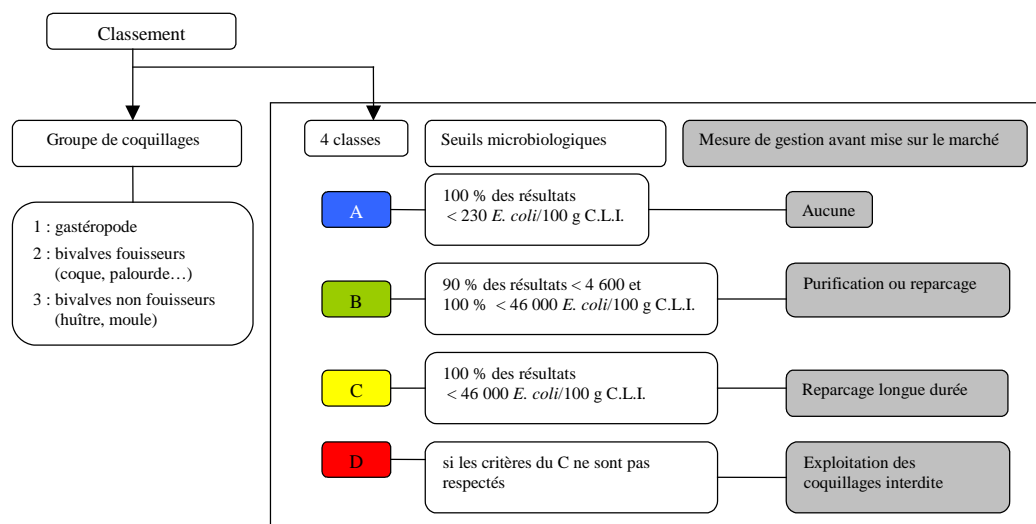 Classement
Groupe de coquillages
1 : gastéropode
2 : bivalves fouisseurs
(coque, palourde…)
3 : bivalves non fouisseurs
(huître, moule)
4 classes
Seuils microbiologiques
Mesure de gestion avant mise sur le marché
A
100 % des résultats
< 230 E. coli/100 g C.L.I.
Aucune
B
90 % des résultats < 4 600 et
100 % < 46 000 E. coli/100 g C.L.I.
Purification ou reparcage
C
100 % des résultats
< 46 000 E. coli/100 g C.L.I.
Reparcage longue durée
D
si les critères du C ne sont pas
respectés
Exploitation des
coquillages interdite